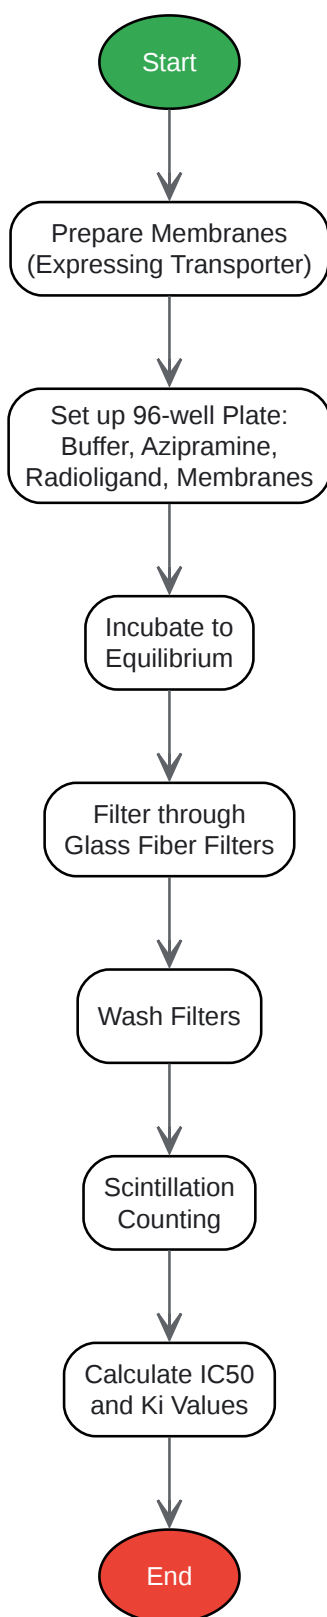 Start
Prepare Membranes
(Expressing Transporter)
Set up 96-well Plate:
Buffer, Azipramine,
Radioligand, Membranes
Incubate to
Equilibrium
Filter through
Glass Fiber Filters
Wash Filters
Scintillation
Counting
Calculate IC50
and Ki Values
End